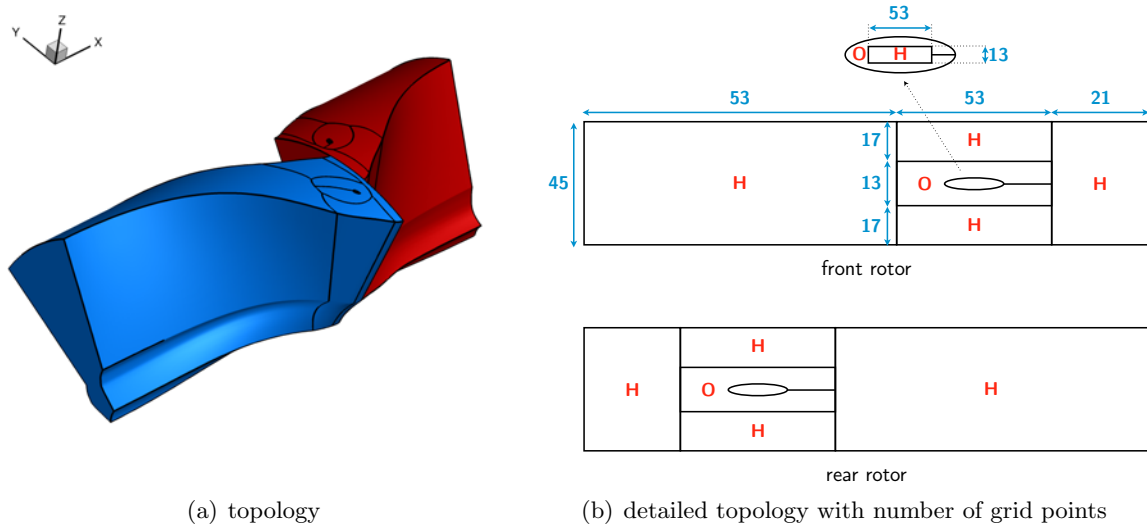 Y
Z
X
53
O
H
13
53
53
21
17
H
45
H
13
O
H
17
H
front rotor
H
H
O
H
H
rear rotor
(a) topology
(b) detailed topology with number of grid points